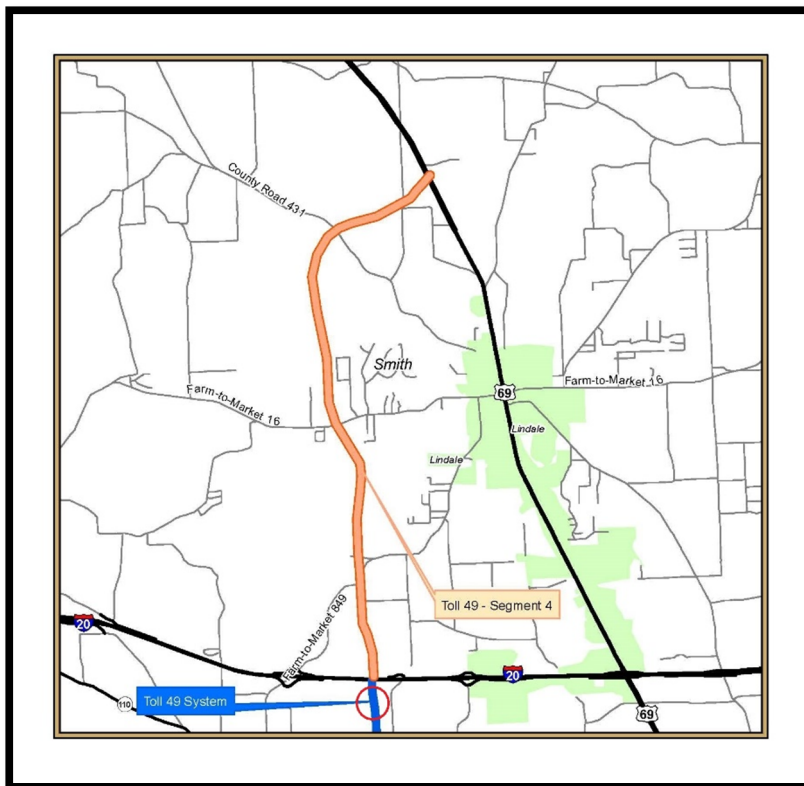 County Road 431
Smith
Farm-to-Market 16
69
Farm-to-Market 16
Lindale
Lindale
Toll 49 - Segment 4
Farm-to-Market 849
20
20
110
Toll 49 System
69